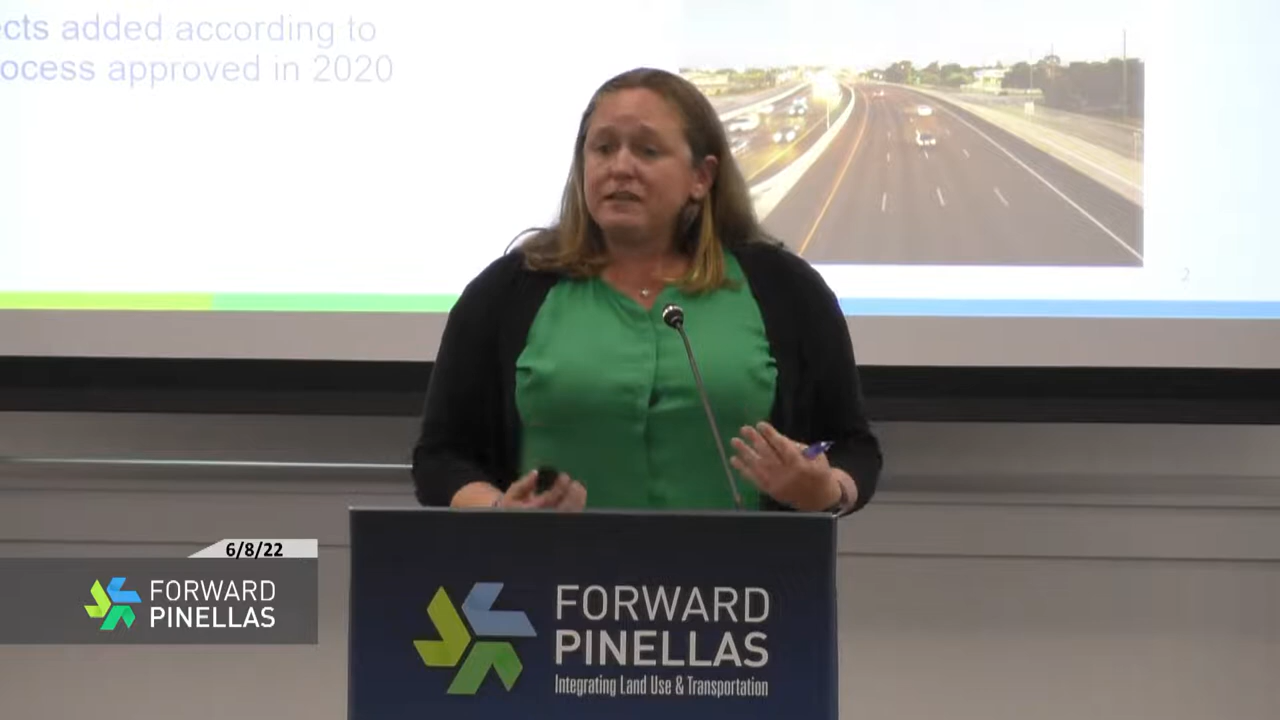 ects added according to
ocess approved in 2020
2
6/8/22
FORWARD
PINELLAS
FORWARD
PINELLAS
Integrating Land Use & Transportation